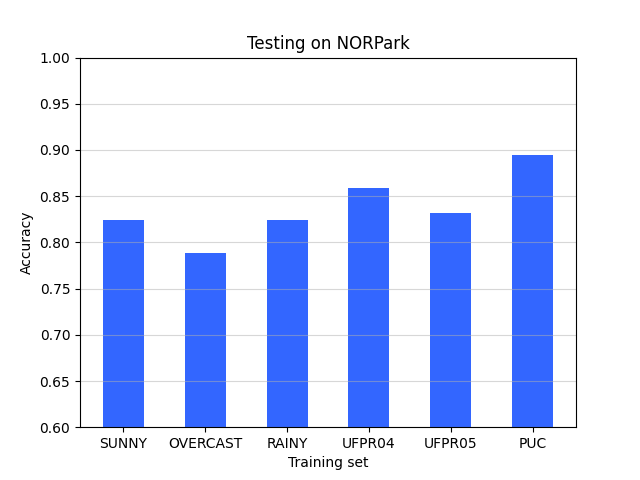 Testing on NORPark
1.00
0.95
0.90
0.85
0.80
0.75
0.70
0.65
0.60
Accuracy
SUNNY OVERCAST RAINY UFPR04 UFPR05 PUC
Training set